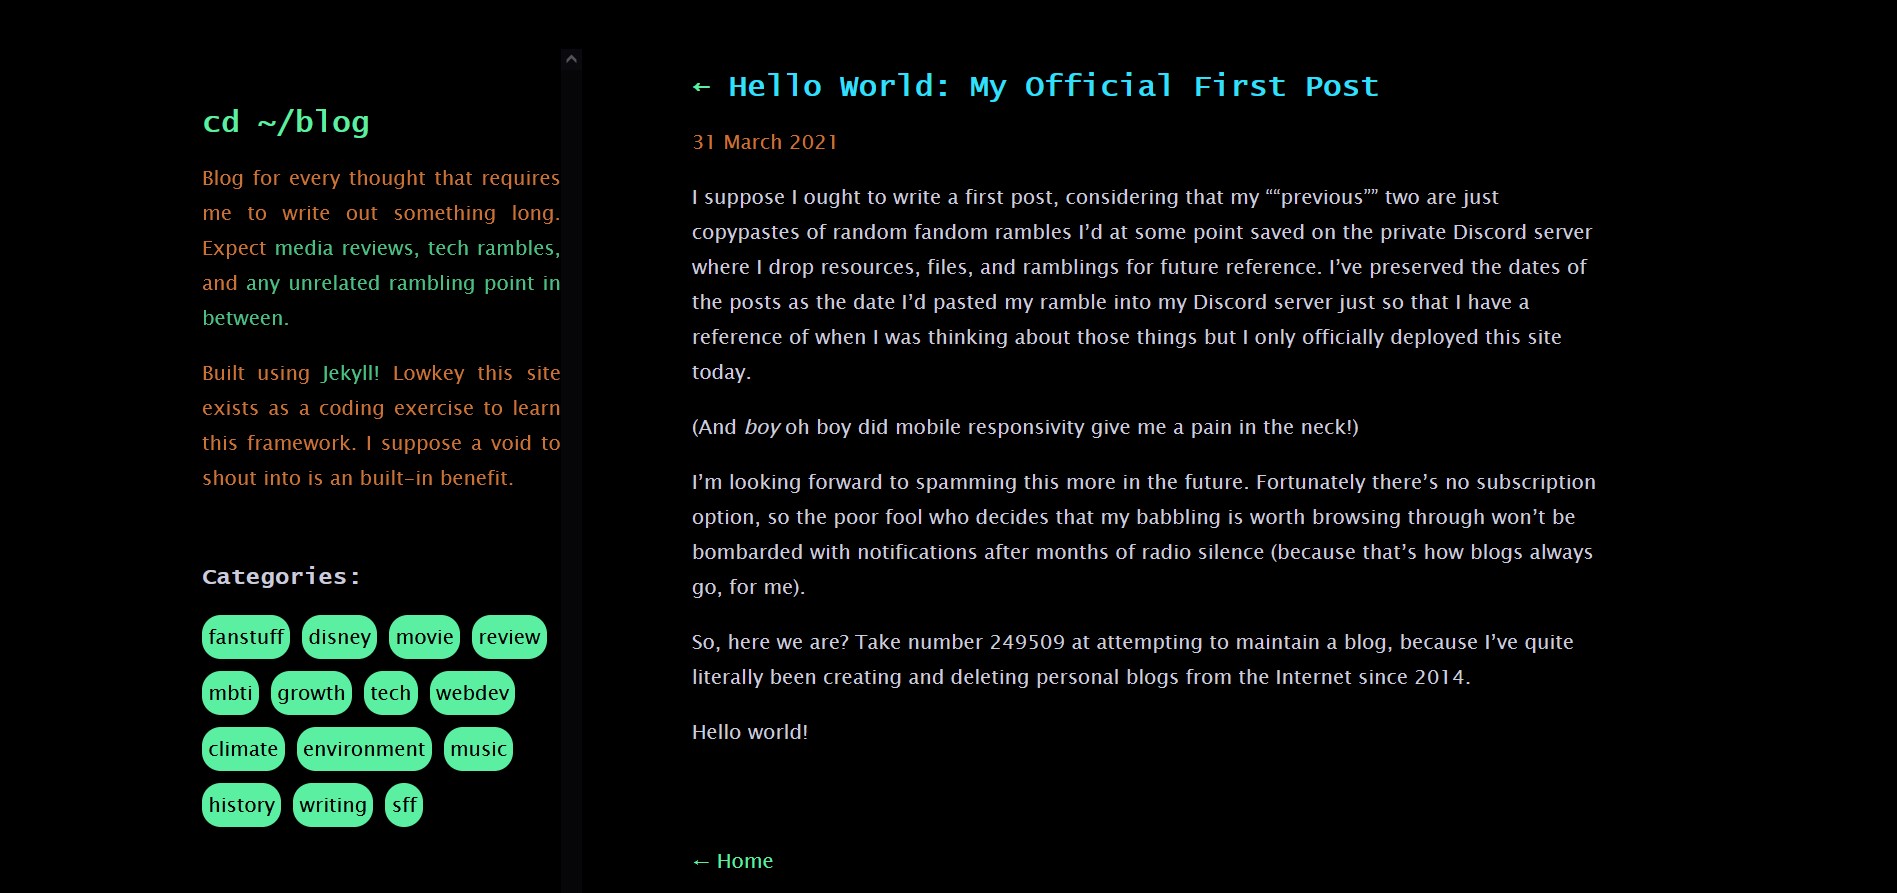 cd ~/blog
Blog for every thought that requires
me to write out something long.
Expect media reviews, tech rambles,
and any unrelated rambling point in
between.
Built using Jekyll! Lowkey this site
exists as a coding exercise to learn
this framework. I suppose a void to
shout into is an built-in benefit.
Categories:
fanstuff disney movie review
mbti growth tech webdev
climate environment music
history writing sff
← Hello World: My Official First Post
31 March 2021
I suppose I ought to write a first post, considering that my ““previous”” two are just
copypastes of random fandom rambles I’d at some point saved on the private Discord server
where I drop resources, files, and ramblings for future reference. I’ve preserved the dates of
the posts as the date I’d pasted my ramble into my Discord server just so that I have a
reference of when I was thinking about those things but I only officially deployed this site
today.
(And boy oh boy did mobile responsivity give me a pain in the neck!)
I’m looking forward to spamming this more in the future. Fortunately there’s no subscription
option, so the poor fool who decides that my babbling is worth browsing through won’t be
bombarded with notifications after months of radio silence (because that’s how blogs always
go, for me).
So, here we are? Take number 249509 at attempting to maintain a blog, because I’ve quite
literally been creating and deleting personal blogs from the Internet since 2014.
Hello world!
← Home